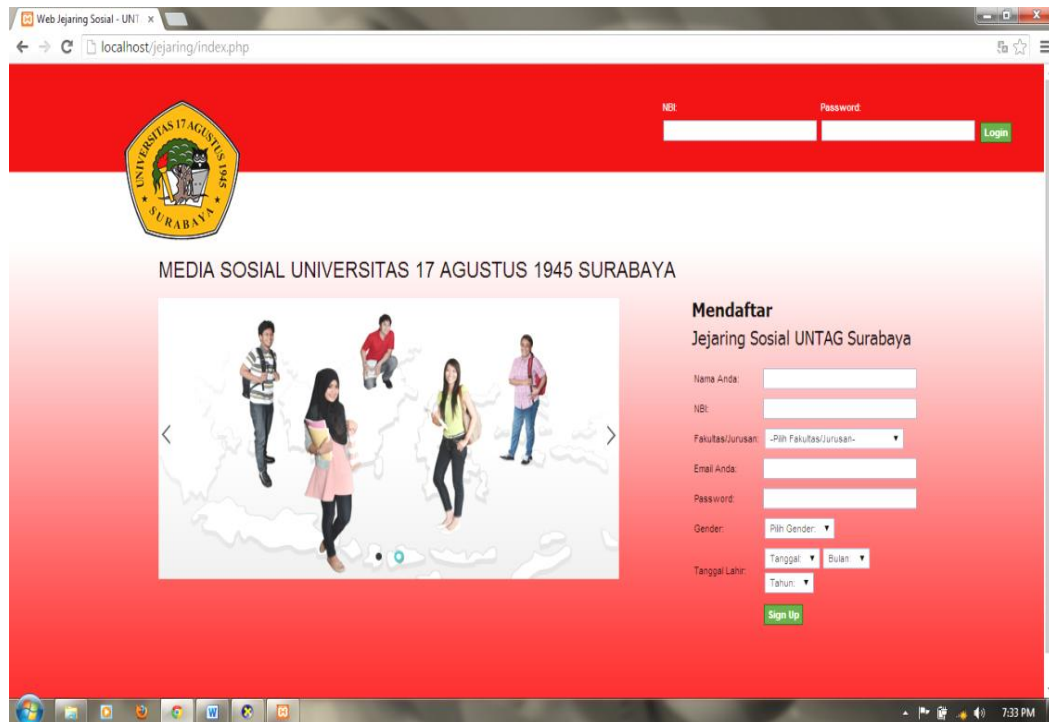 Web Jejaring Sosial - UNT
localhost/jejaring/index.php
NBI:
Password:
Login
UNIVERSITAS 17 AGUSTUS 1945
SURABAYA
MEDIA SOSIAL UNIVERSITAS 17 AGUSTUS 1945 SURABAYA
Mendaftar
Jejaring Sosial UNTAG Surabaya
Nama Anda:
NBI:
Fakultas/Jurusan: -Pilih Fakultas/Jurusan-
Email Anda:
Password:
Gender: Pilih Gender:
Tanggal Lahir: Tanggal: Bulan:
Tahun:
Sign Up
7:33 PM